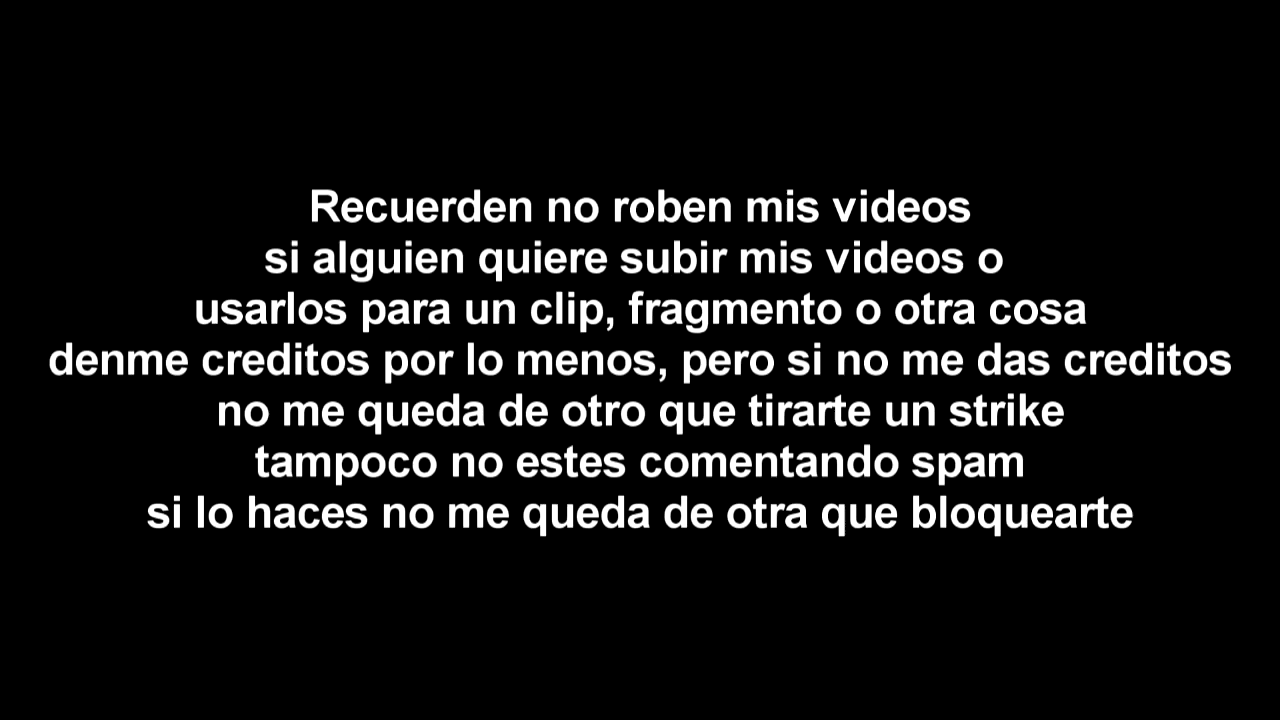 Recuerden no roben mis videos
si alguien quiere subir mis videos o
usarlos para un clip, fragmento o otra cosa
denme creditos por lo menos, pero si no me das creditos
no me queda de otro que tirarte un strike
tampoco no estes comentando spam
si lo haces no me queda de otra que bloquearte